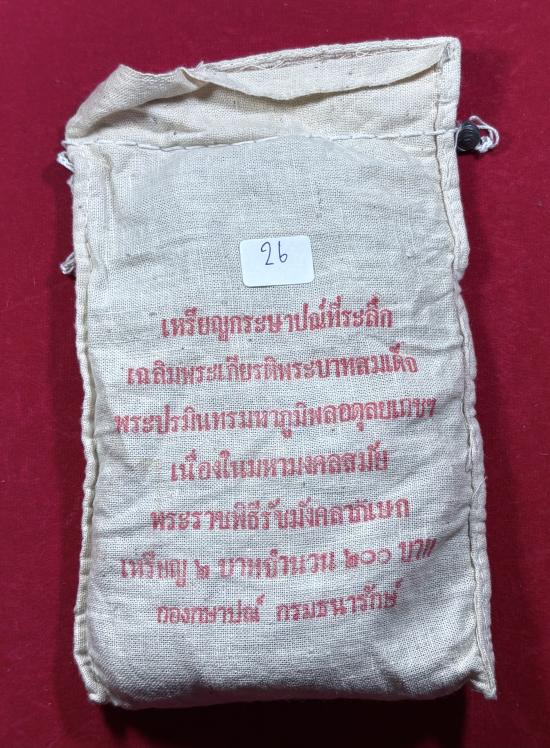 26
เหรียญกระษาปณ์ที่ระลึก
เฉลิมพระเกียรติพระบาทสมเด็จ
พระปรมินทรมหาภูมิพลอดุลยเดชฯ
เนื่องในมหามงคลสมัย
พระราชพิธีรัชมังคลาภิเษก
เหรียญ ๒ บาทจำนวน ๒๐๐ บาท
กองกษาปณ์ กรมธนารักษ์